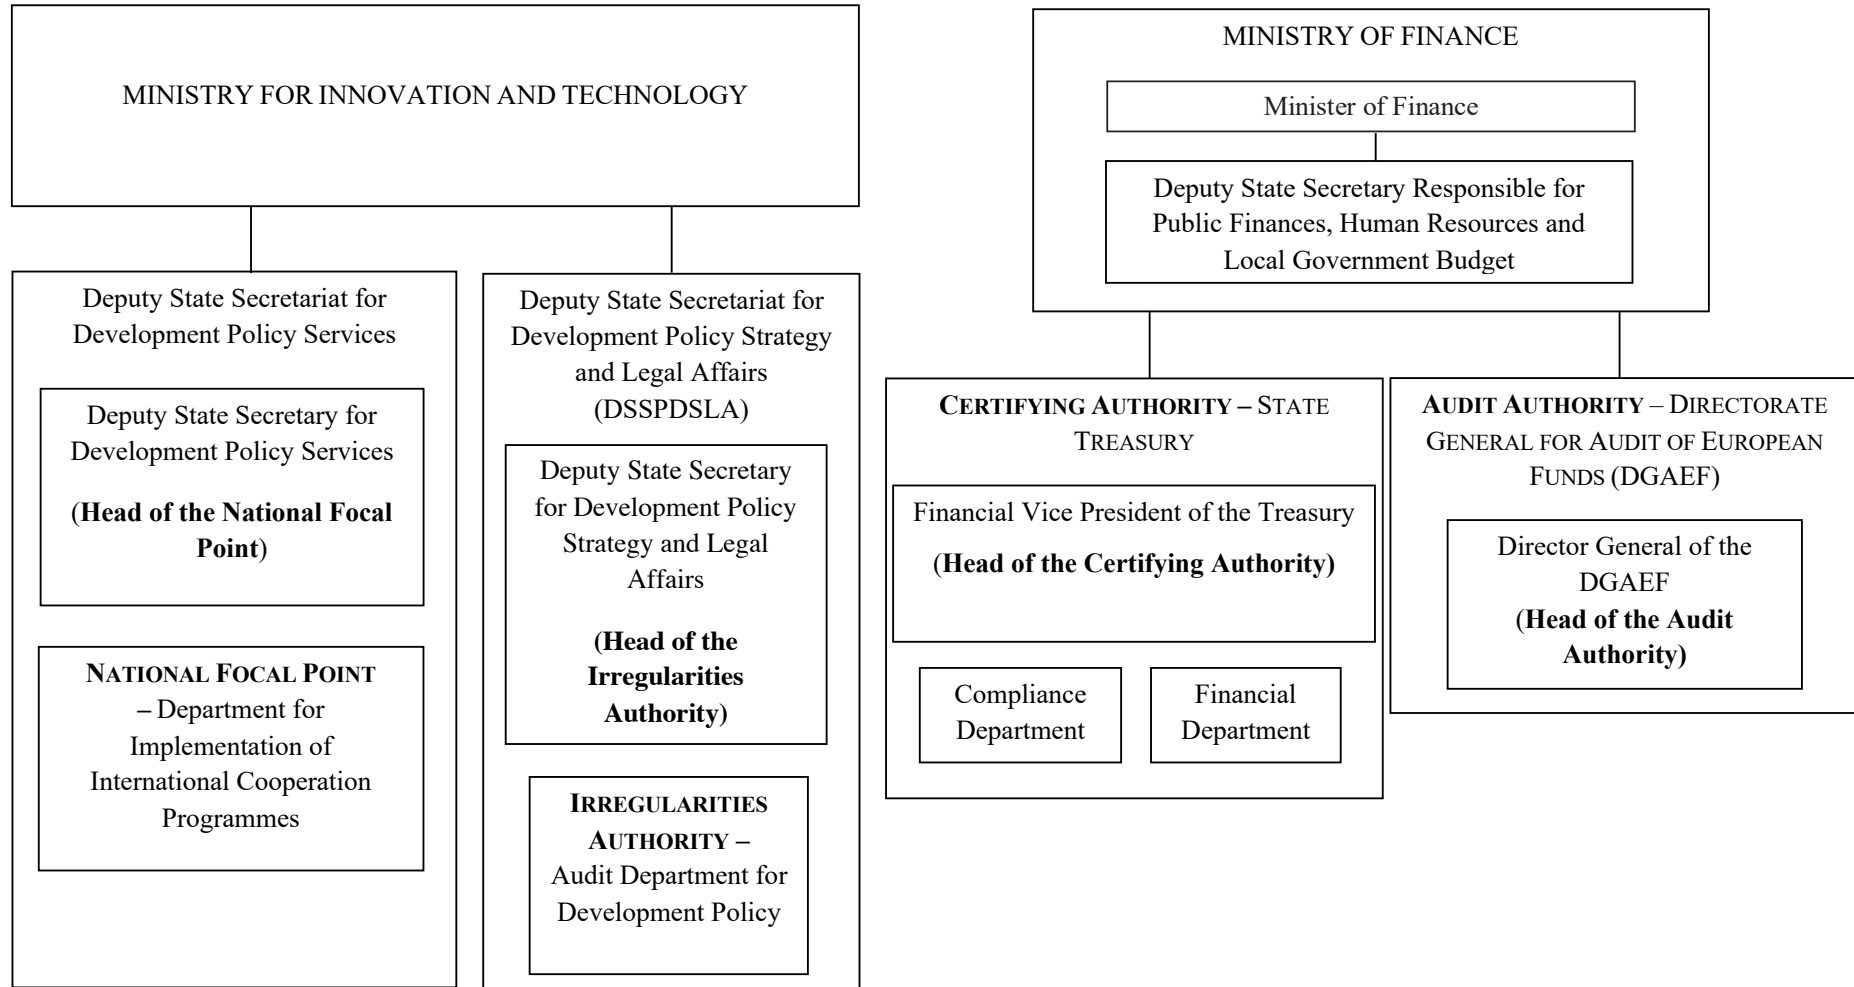 MINISTRY FOR INNOVATION AND TECHNOLOGY
Deputy State Secretariat for
Development Policy Services
Deputy State Secretary for
Development Policy Services
(Head of the National Focal
Point)
NATIONAL FOCAL POINT
– Department for
Implementation of
International Cooperation
Programmes
Deputy State Secretariat for
Development Policy Strategy
and Legal Affairs
(DSSPDSLA)
Deputy State Secretary
for Development Policy
Strategy and Legal
Affairs
(Head of the
Irregularities
Authority)
IRREGULARITIES
AUTHORITY –
Audit Department for
Development Policy
MINISTRY OF FINANCE
Minister of Finance
Deputy State Secretary Responsible for
Public Finances, Human Resources and
Local Government Budget
CERTIFYING AUTHORITY – STATE
TREASURY
Financial Vice President of the Treasury
(Head of the Certifying Authority)
Compliance
Department
Financial
Department
AUDIT AUTHORITY – DIRECTORATE
GENERAL FOR AUDIT OF EUROPEAN
FUNDS (DGAEF)
Director General of the
DGAEF
(Head of the Audit
Authority)